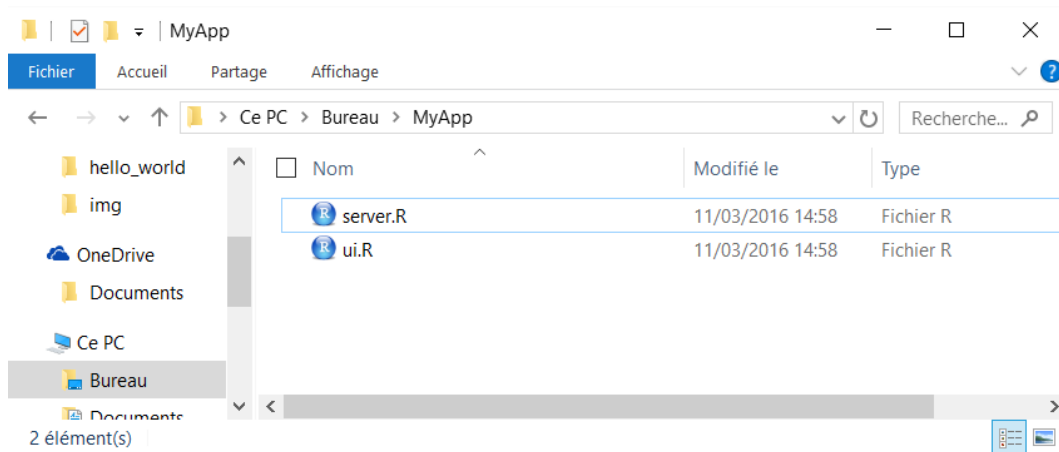 MyApp
Fichier Accueil Partage Affichage ?
Ce PC > Bureau > MyApp Recherche...
hello_world
img
OneDrive
Documents
Ce PC
Bureau
Documents
Nom Modifié le Type
R server.R 11/03/2016 14:58 Fichier R
R ui.R 11/03/2016 14:58 Fichier R
2 élément(s)